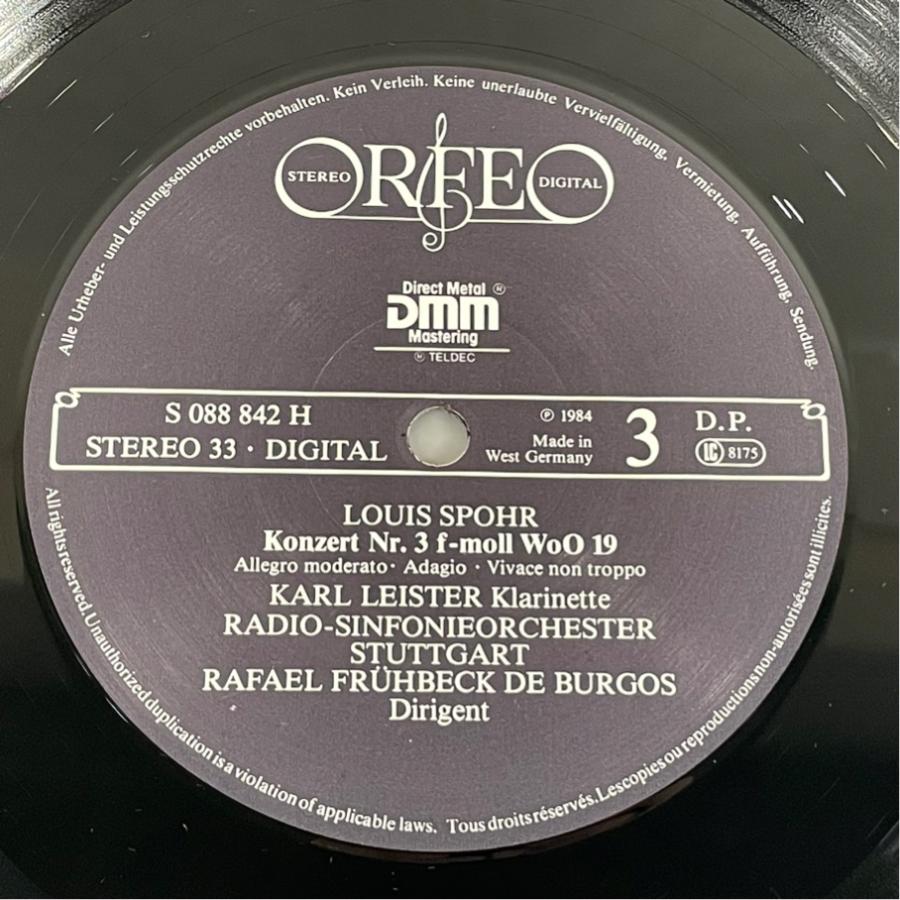 Alle Urheber- und Leistungsschutzrechte vorbehalten. Kein Verleih. Keine unerlaubte Vervielfältigung, Vermietung, Aufführung, Sendung.
STEREO ORFEO DIGITAL
Direct Metal ®
DMM
Mastering
® TELDEC
S 088 842 H
STEREO 33 · DIGITAL
℗ 1984
Made in
West Germany
3
D.P.
LC 8175
LOUIS SPOHR
Konzert Nr. 3 f-moll WoO 19
Allegro moderato · Adagio · Vivace non troppo
KARL LEISTER Klarinette
RADIO-SINFONIEORCHESTER
STUTTGART
RAFAEL FRÜHBECK DE BURGOS
Dirigent
All rights reserved. Unauthorized duplication is a violation of applicable laws. Tous droits réservés. Les copies ou reproductions non-autorisées sont illicites.